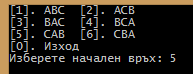 [1]. ABC  [2]. ACB
[3]. BAC  [4]. BCA
[5]. CAB  [6]. CBA
[0]. Изход
Изберете начален връх: 5